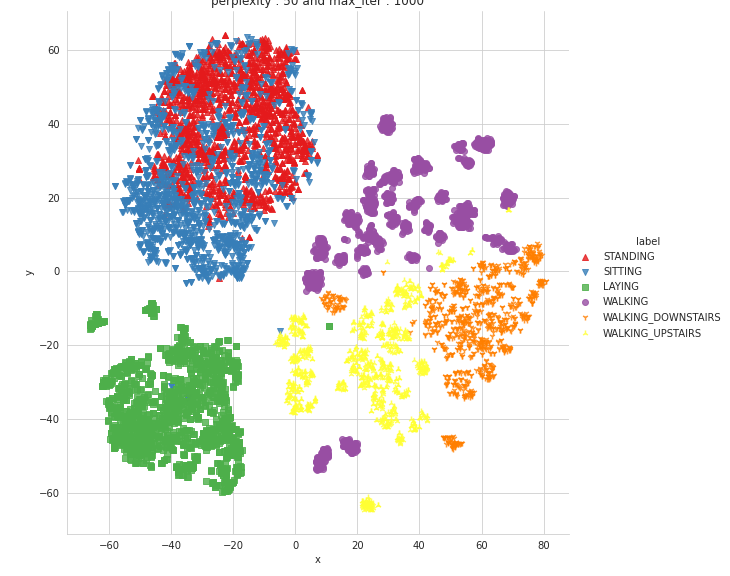 perplexity : 50 and max_iter : 1000
60
40
20
0
−20
−40
−60
y
−60
−40
−20
0
20
40
60
80
x
label
STANDING
SITTING
LAYING
WALKING
WALKING_DOWNSTAIRS
WALKING_UPSTAIRS